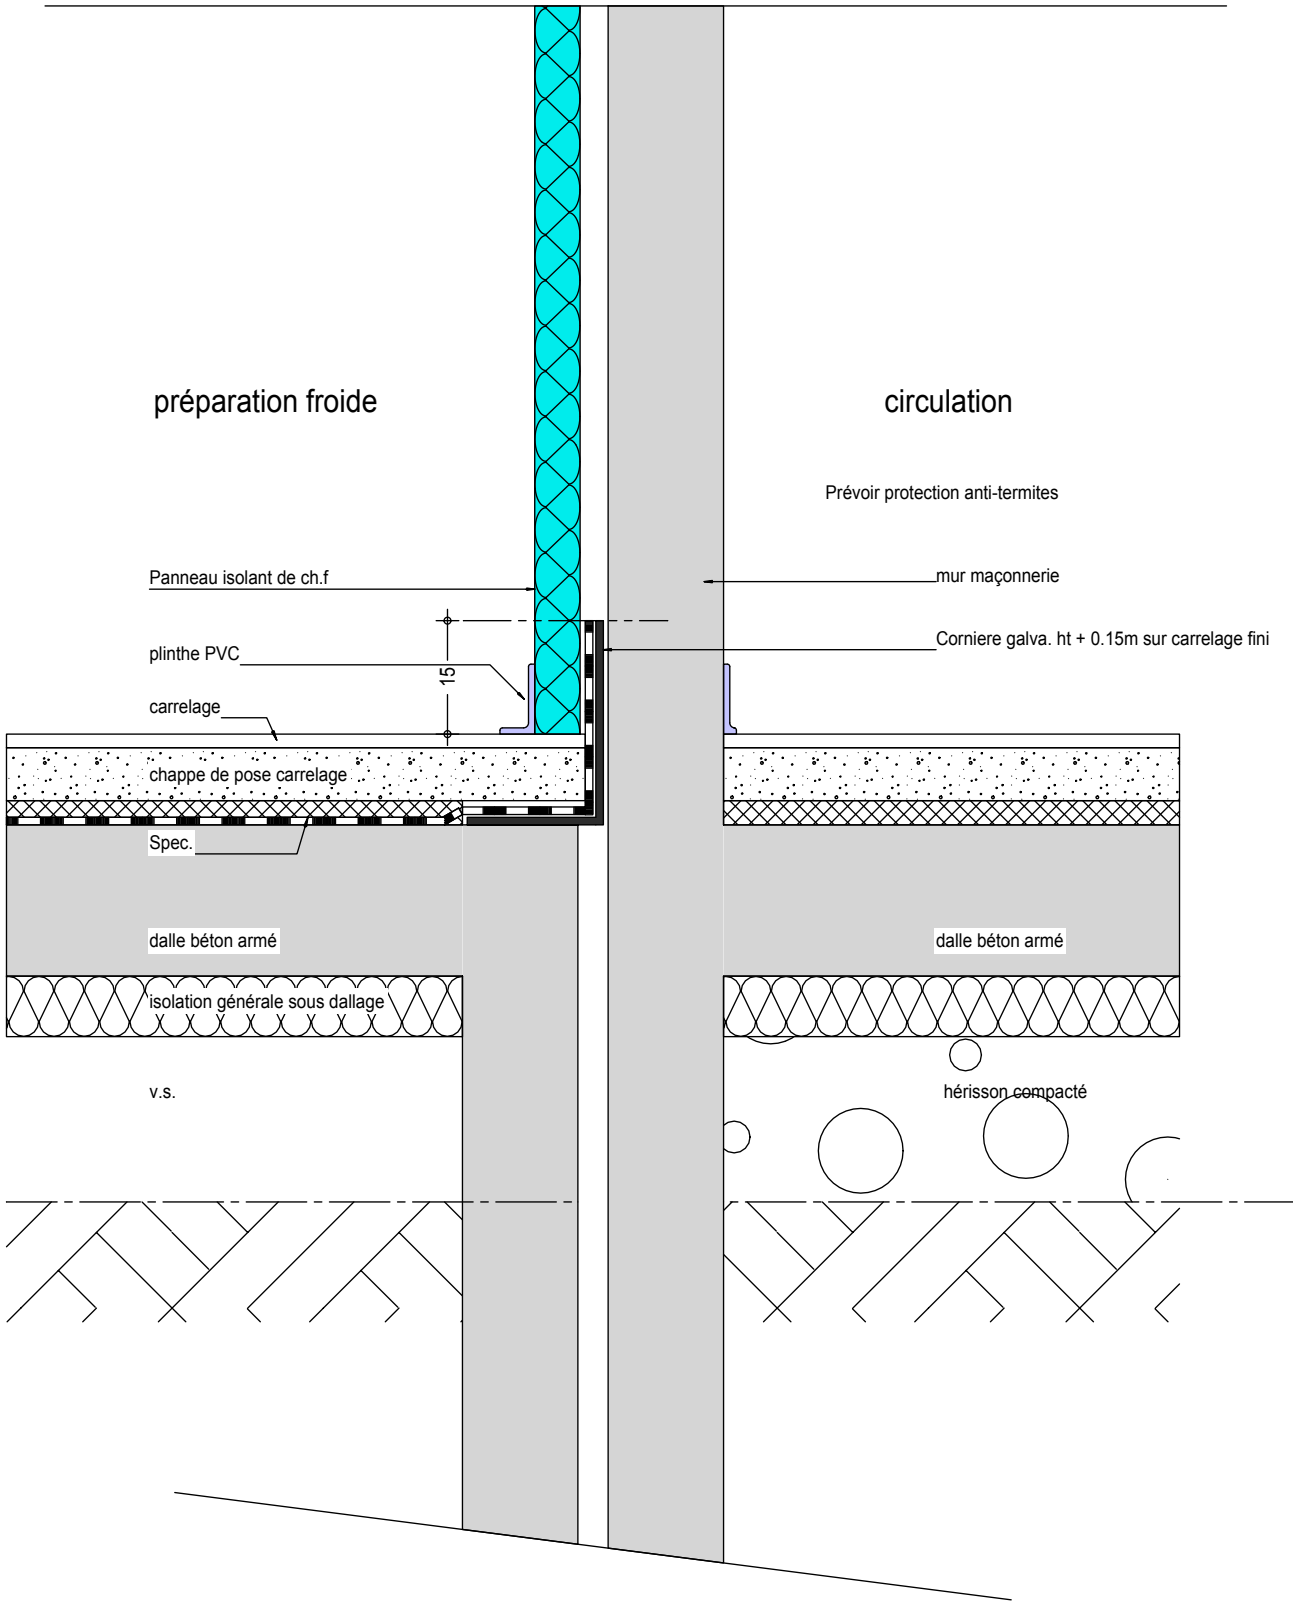 préparation froide
circulation
Prévoir protection anti-termites
Panneau isolant de ch.f
mur maçonnerie
Corniere galva. ht + 0.15m sur carrelage fini
plinthe PVC
15
carrelage
chappe de pose carrelage
Spec.
dalle béton armé
dalle béton armé
isolation générale sous dallage
v.s.
hérisson compacté